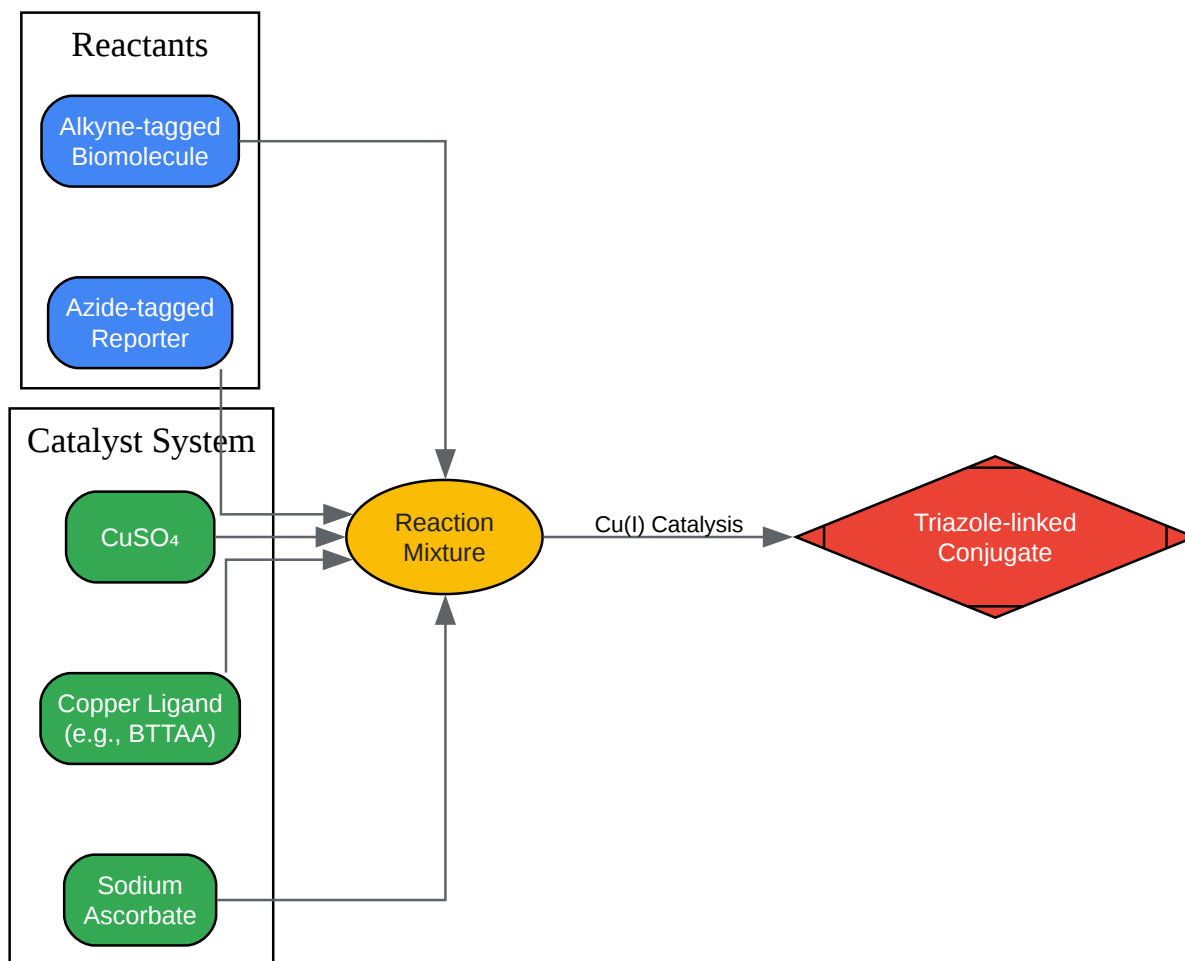 Reactants
Alkyne-tagged
Biomolecule
Azide-tagged
Reporter
Catalyst System
CuSO₄
Copper Ligand
(e.g., BTTAA)
Sodium
Ascorbate
Reaction
Mixture
Cu(I) Catalysis
Triazole-linked
Conjugate